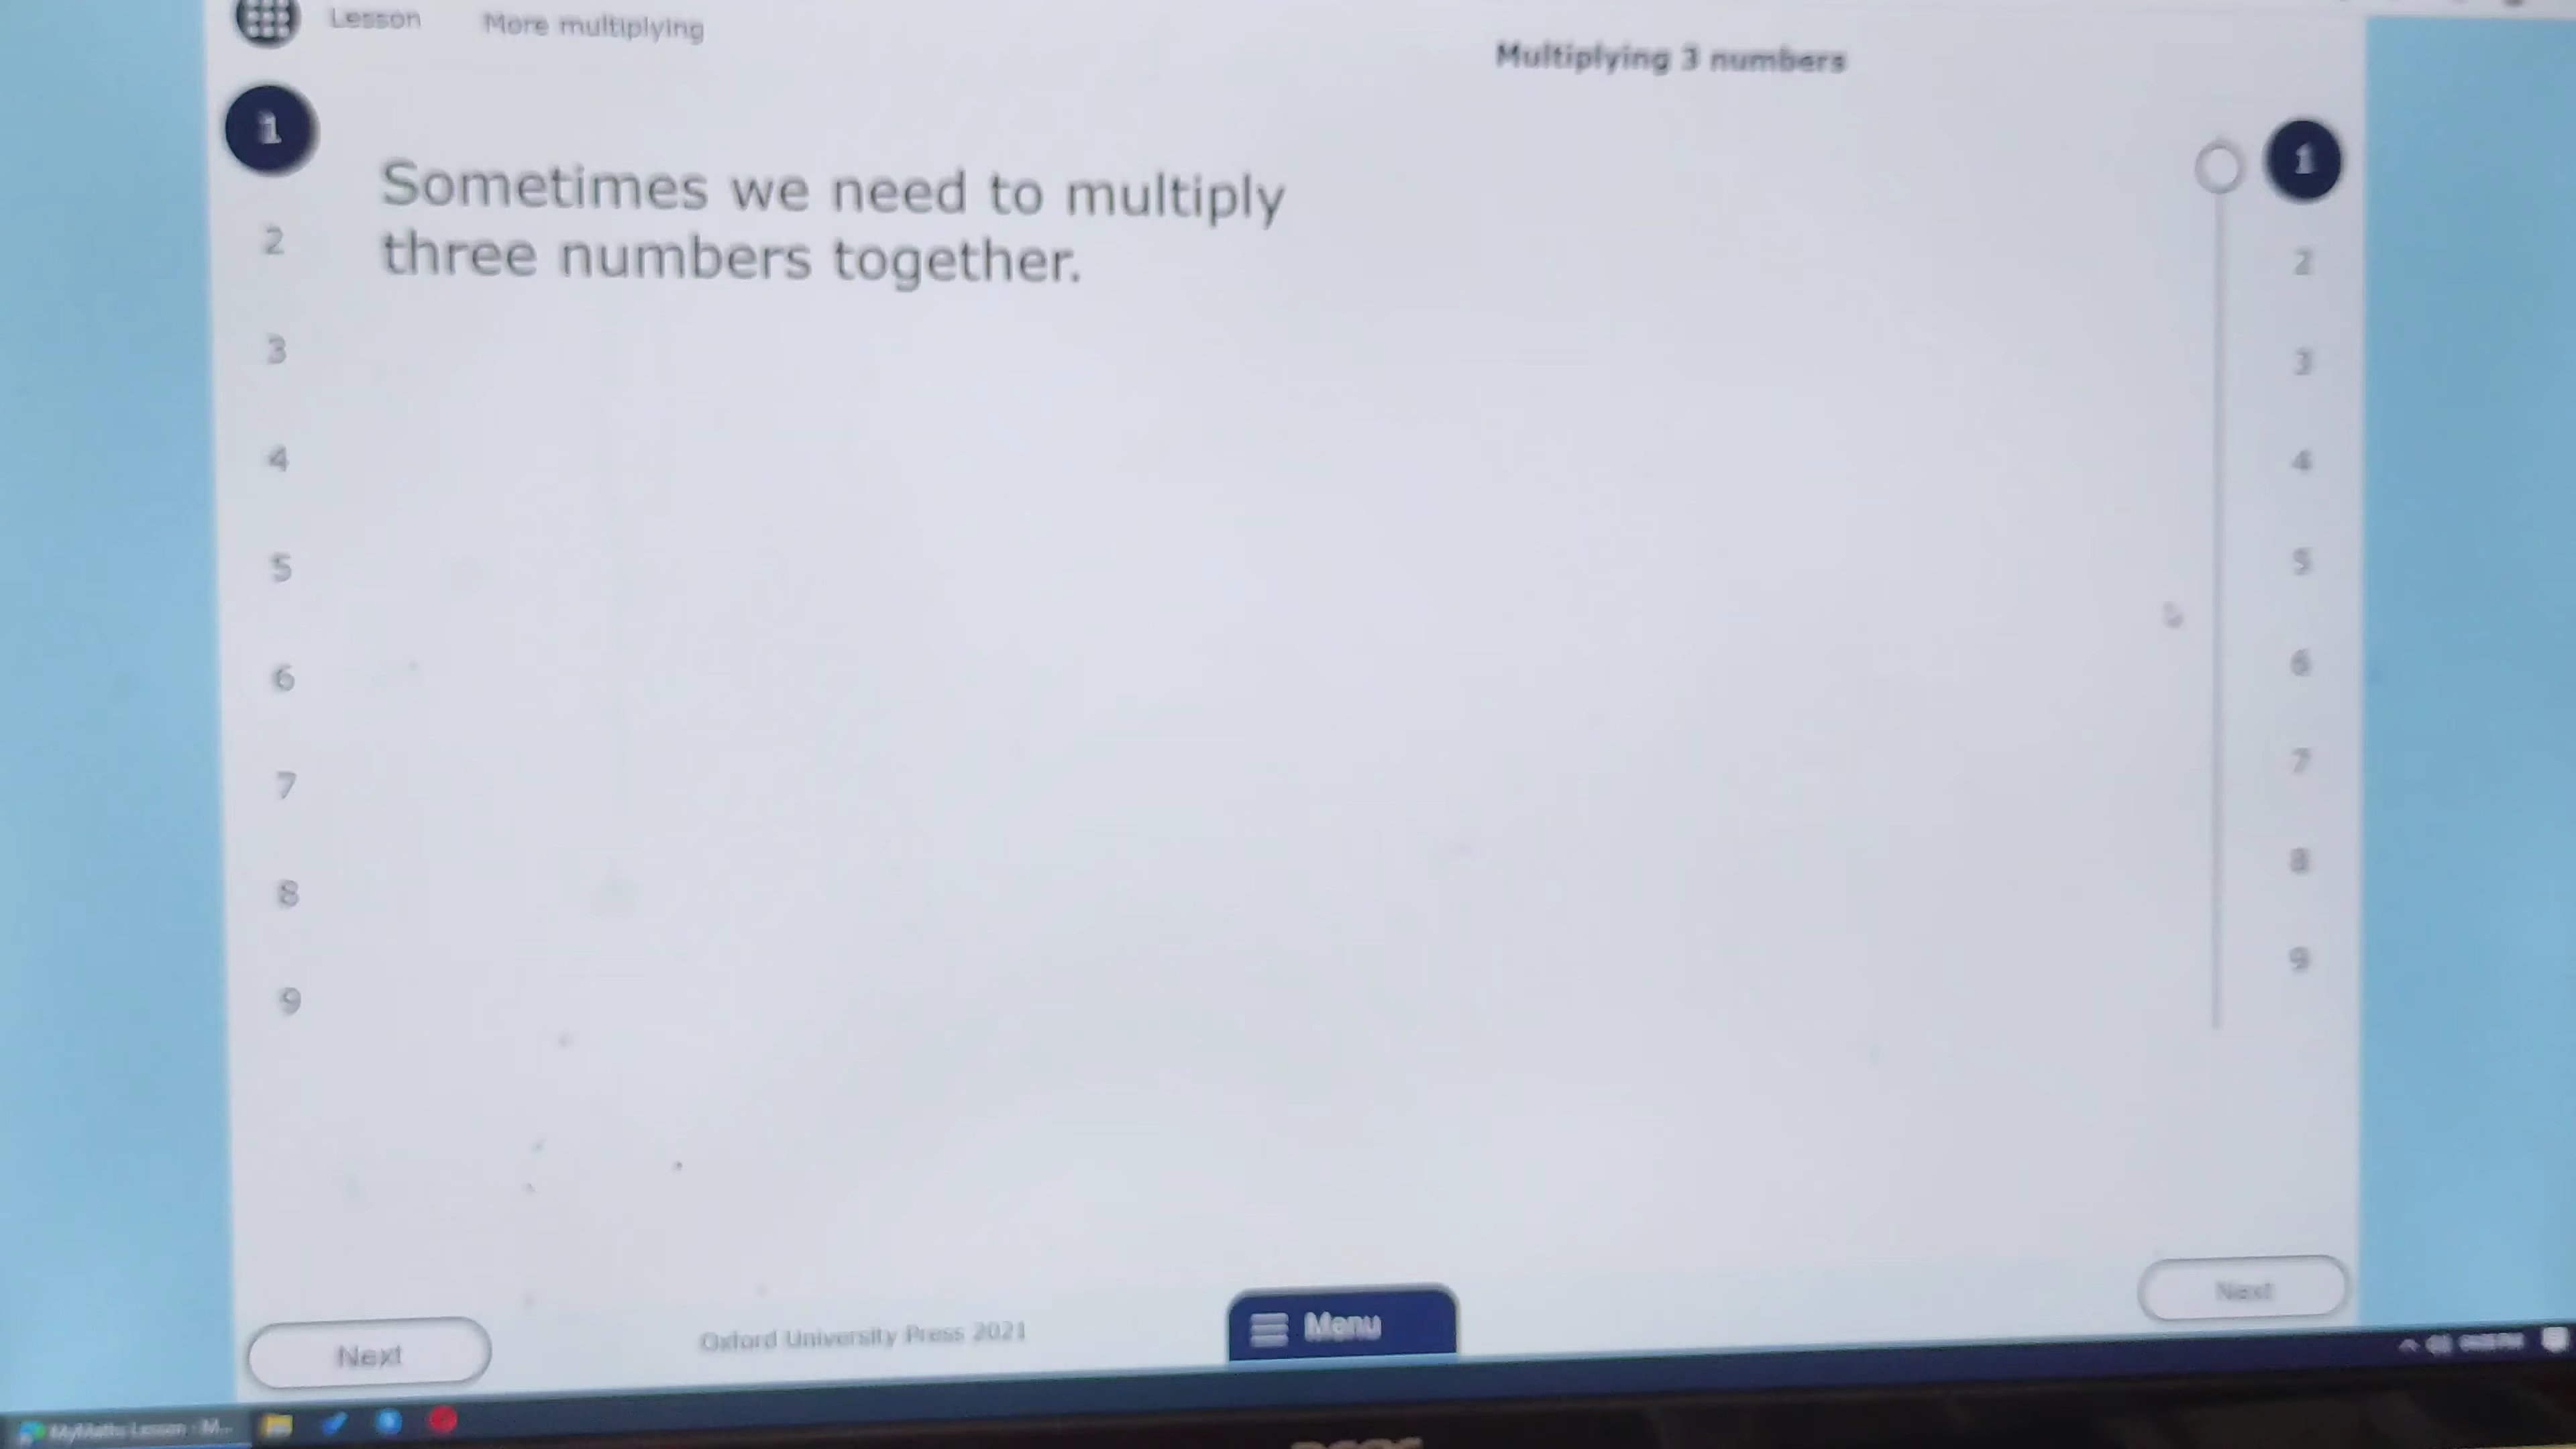 Lesson More multiplying
Multiplying 3 numbers
1
Sometimes we need to multiply
three numbers together.
2
3
4
5
6
7
8
9
1
2
3
4
5
6
7
8
9
Next
Oxford University Press 2021
Menu
Next
MyMaths Lesson - M...